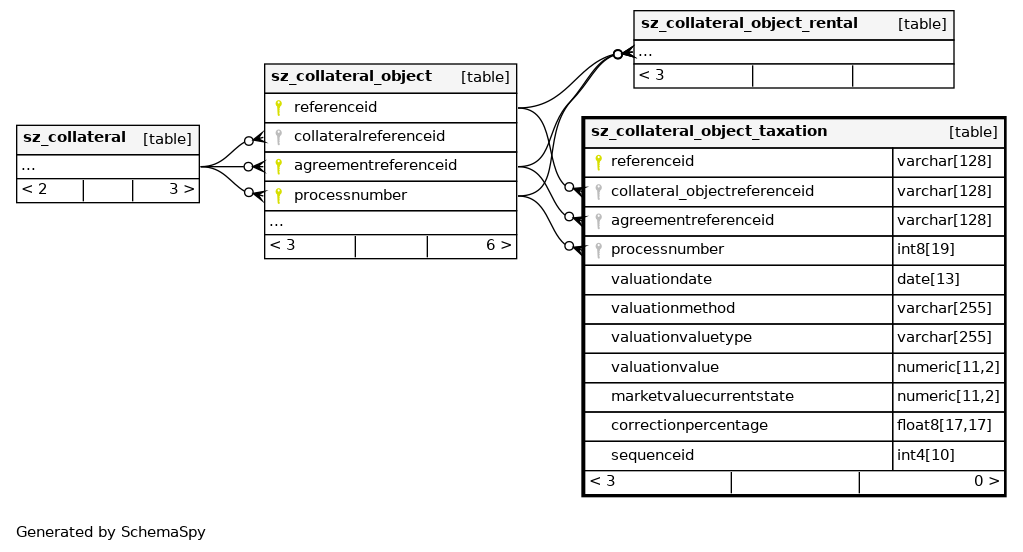 sz_collateral_object_rental [table]
...
< 3
sz_collateral_object [table]
referenceid
collateralreferenceid
agreementreferenceid
processnumber
...
< 3 6 >
sz_collateral [table]
...
< 2 3 >
sz_collateral_object_taxation [table]
referenceid varchar[128]
collateral_objectreferenceid varchar[128]
agreementreferenceid varchar[128]
processnumber int8[19]
valuationdate date[13]
valuationmethod varchar[255]
valuationvaluetype varchar[255]
valuationvalue numeric[11,2]
marketvaluecurrentstate numeric[11,2]
correctionpercentage float8[17,17]
sequenceid int4[10]
< 3 0 >
Generated by SchemaSpy